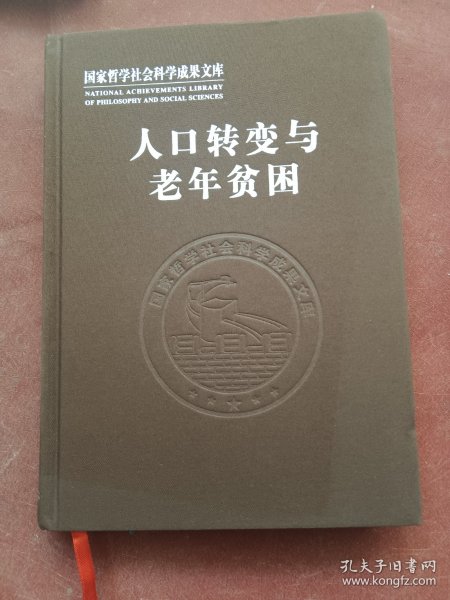 国家哲学社会科学成果文库
NATIONAL ACHIEVEMENTS LIBRARY
OF PHILOSOPHY AND SOCIAL SCIENCES
人口转变与
老年贫困
国家哲学社会科学成果文库
孔夫子旧书网
www.kongfz.com